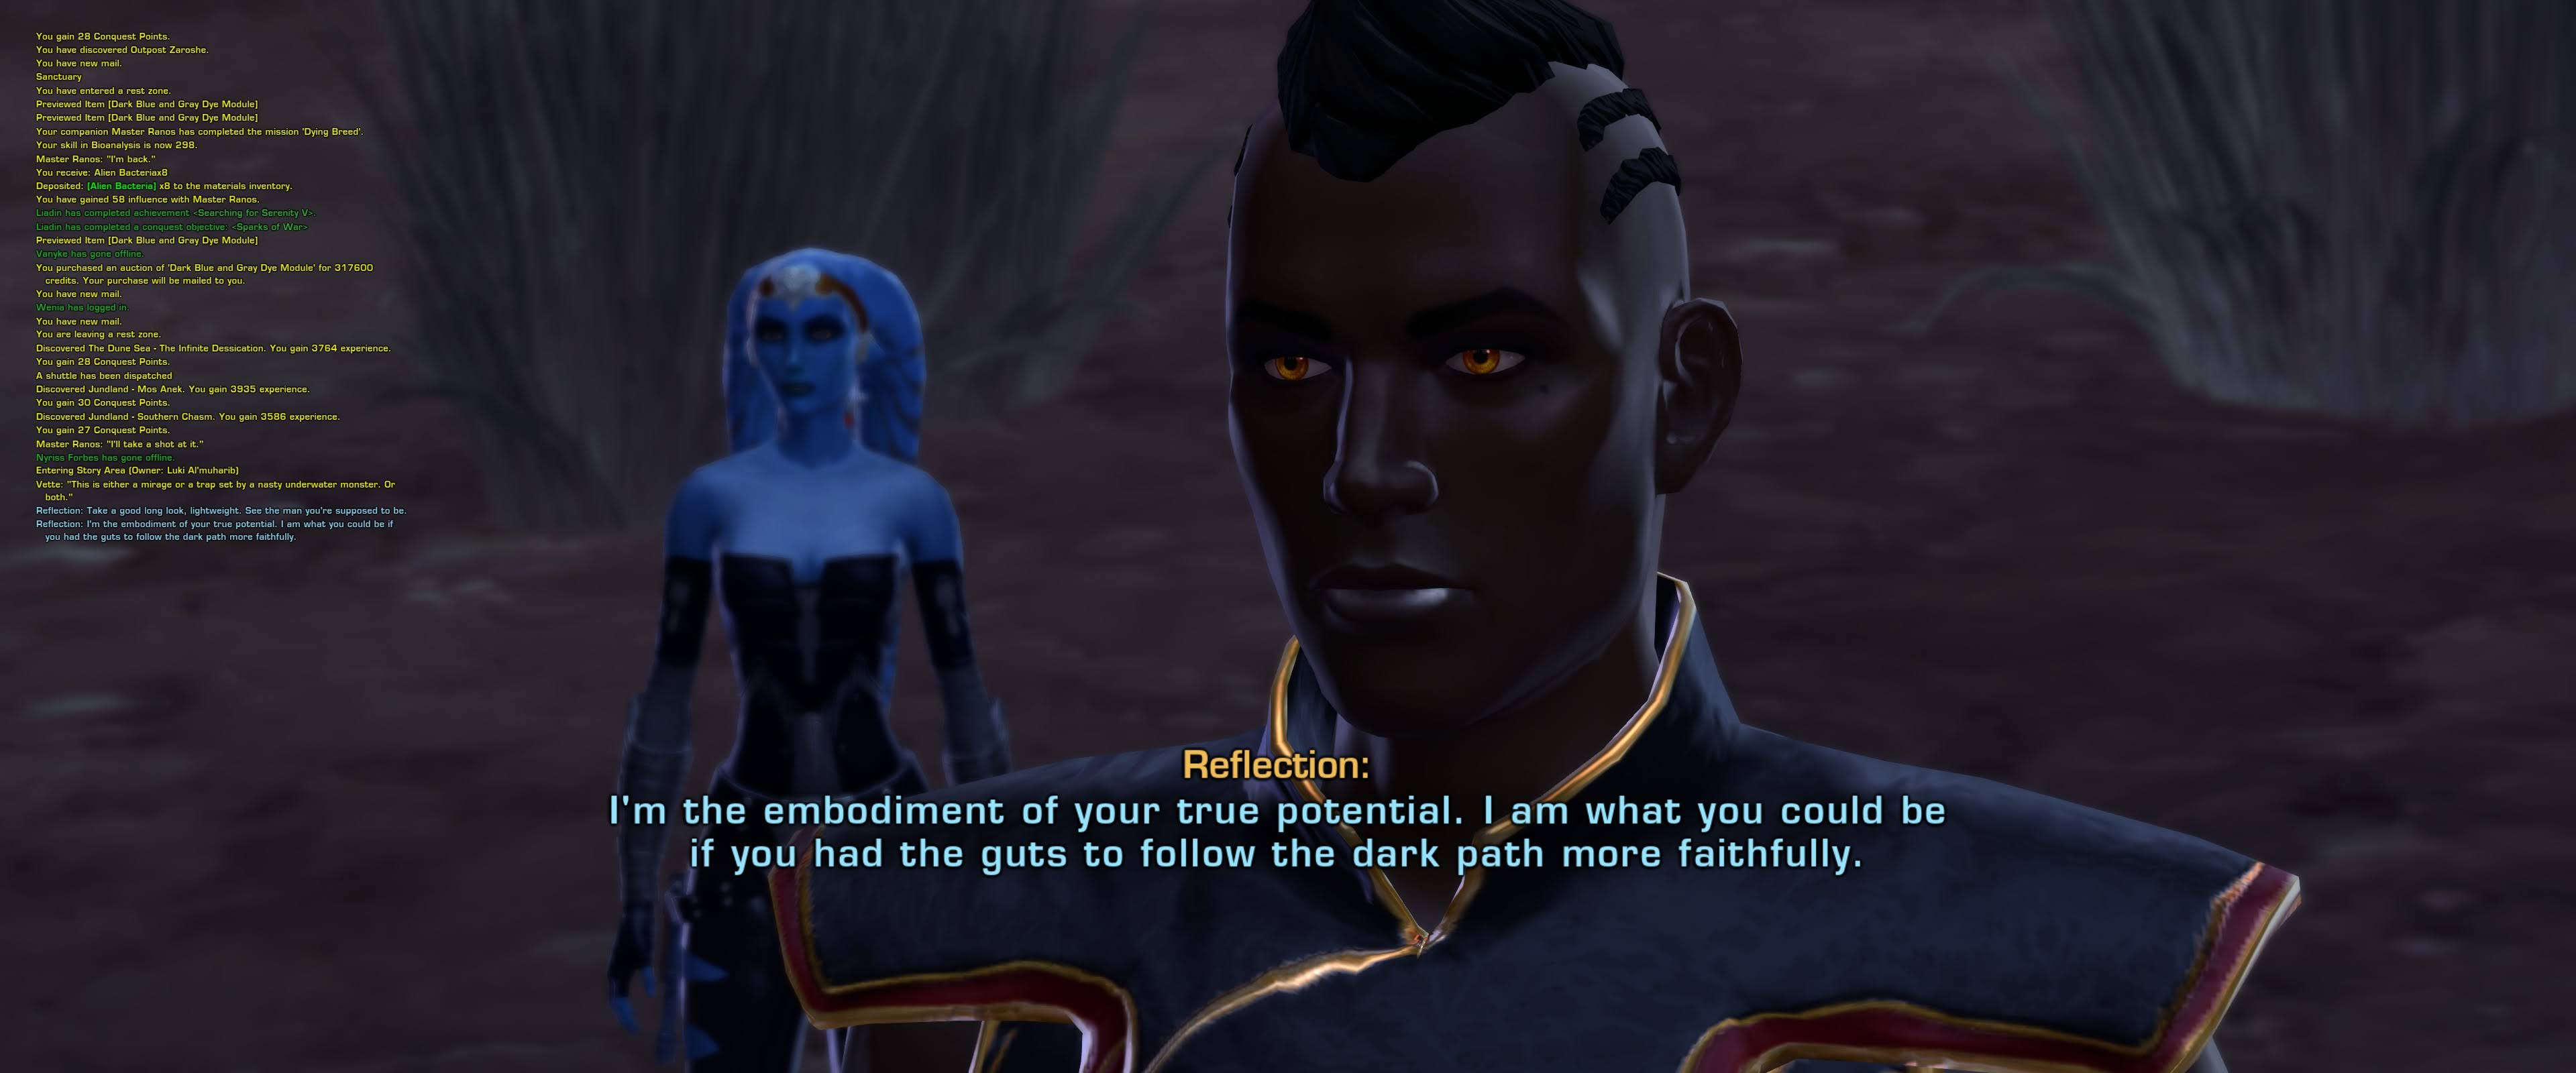 You gain 28 Conquest Points.
You have discovered Outpost Zaroshe.
You have new mail.
Sanctuary
You have entered a rest zone.
Previewed Item [Dark Blue and Gray Dye Module]
Previewed Item [Dark Blue and Gray Dye Module]
Your companion Master Ranos has completed the mission 'Dying Breed'.
Your skill in Bioanalysis is now 298.
Master Ranos: "I'm back."
You receive: Alien Bacteriax8
Deposited: [Alien Bacteria] x8 to the materials inventory.
You have gained 58 influence with Master Ranos.
Liadin has completed achievement <Searching for Serenity V>.
Liadin has completed a conquest objective: <Sparks of War>
Previewed Item [Dark Blue and Gray Dye Module]
Vanyke has gone offline.
You purchased an auction of 'Dark Blue and Gray Dye Module' for 317600
credits. Your purchase will be mailed to you.
You have new mail.
Wenia has logged in.
You have new mail.
You are leaving a rest zone.
Discovered The Dune Sea - The Infinite Dessication. You gain 3764 experience.
You gain 28 Conquest Points.
A shuttle has been dispatched
Discovered Jundland - Mos Anek. You gain 3935 experience.
You gain 30 Conquest Points.
Discovered Jundland - Southern Chasm. You gain 3586 experience.
You gain 27 Conquest Points.
Master Ranos: "I'll take a shot at it."
Nyriss Forbes has gone offline.
Entering Story Area (Owner: Luki Al'muharib)
Vette: "This is either a mirage or a trap set by a nasty underwater monster. Or
both."
Reflection: Take a good long look, lightweight. See the man you're supposed to be.
Reflection: I'm the embodiment of your true potential. I am what you could be if
you had the guts to follow the dark path more faithfully.
Reflection:
I'm the embodiment of your true potential. I am what you could be
if you had the guts to follow the dark path more faithfully.